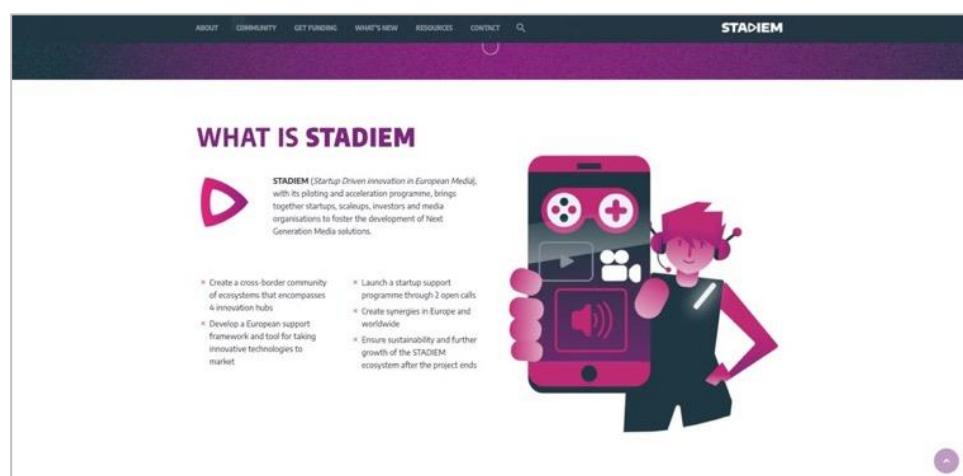 ABOUT COMMUNITY GET FUNDING WHAT'S NEW RESOURCES CONTACT STADIEM
WHAT IS STADIEM
STADIEM (Startup Driven innovation in European Media),
with its piloting and acceleration programme, brings
together startups, scaleups, investors and media
organisations to foster the development of Next
Generation Media solutions.
× Create a cross-border community
of ecosystems that encompasses
4 innovation hubs
× Develop a European support
framework and tool for taking
innovative technologies to
market
× Launch a startup support
programme through 2 open calls
× Create synergies in Europe and
worldwide
× Ensure sustainability and further
growth of the STADIEM
ecosystem after the project ends